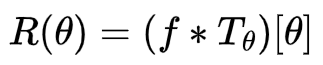 R(θ) = (f * T_θ)[θ]